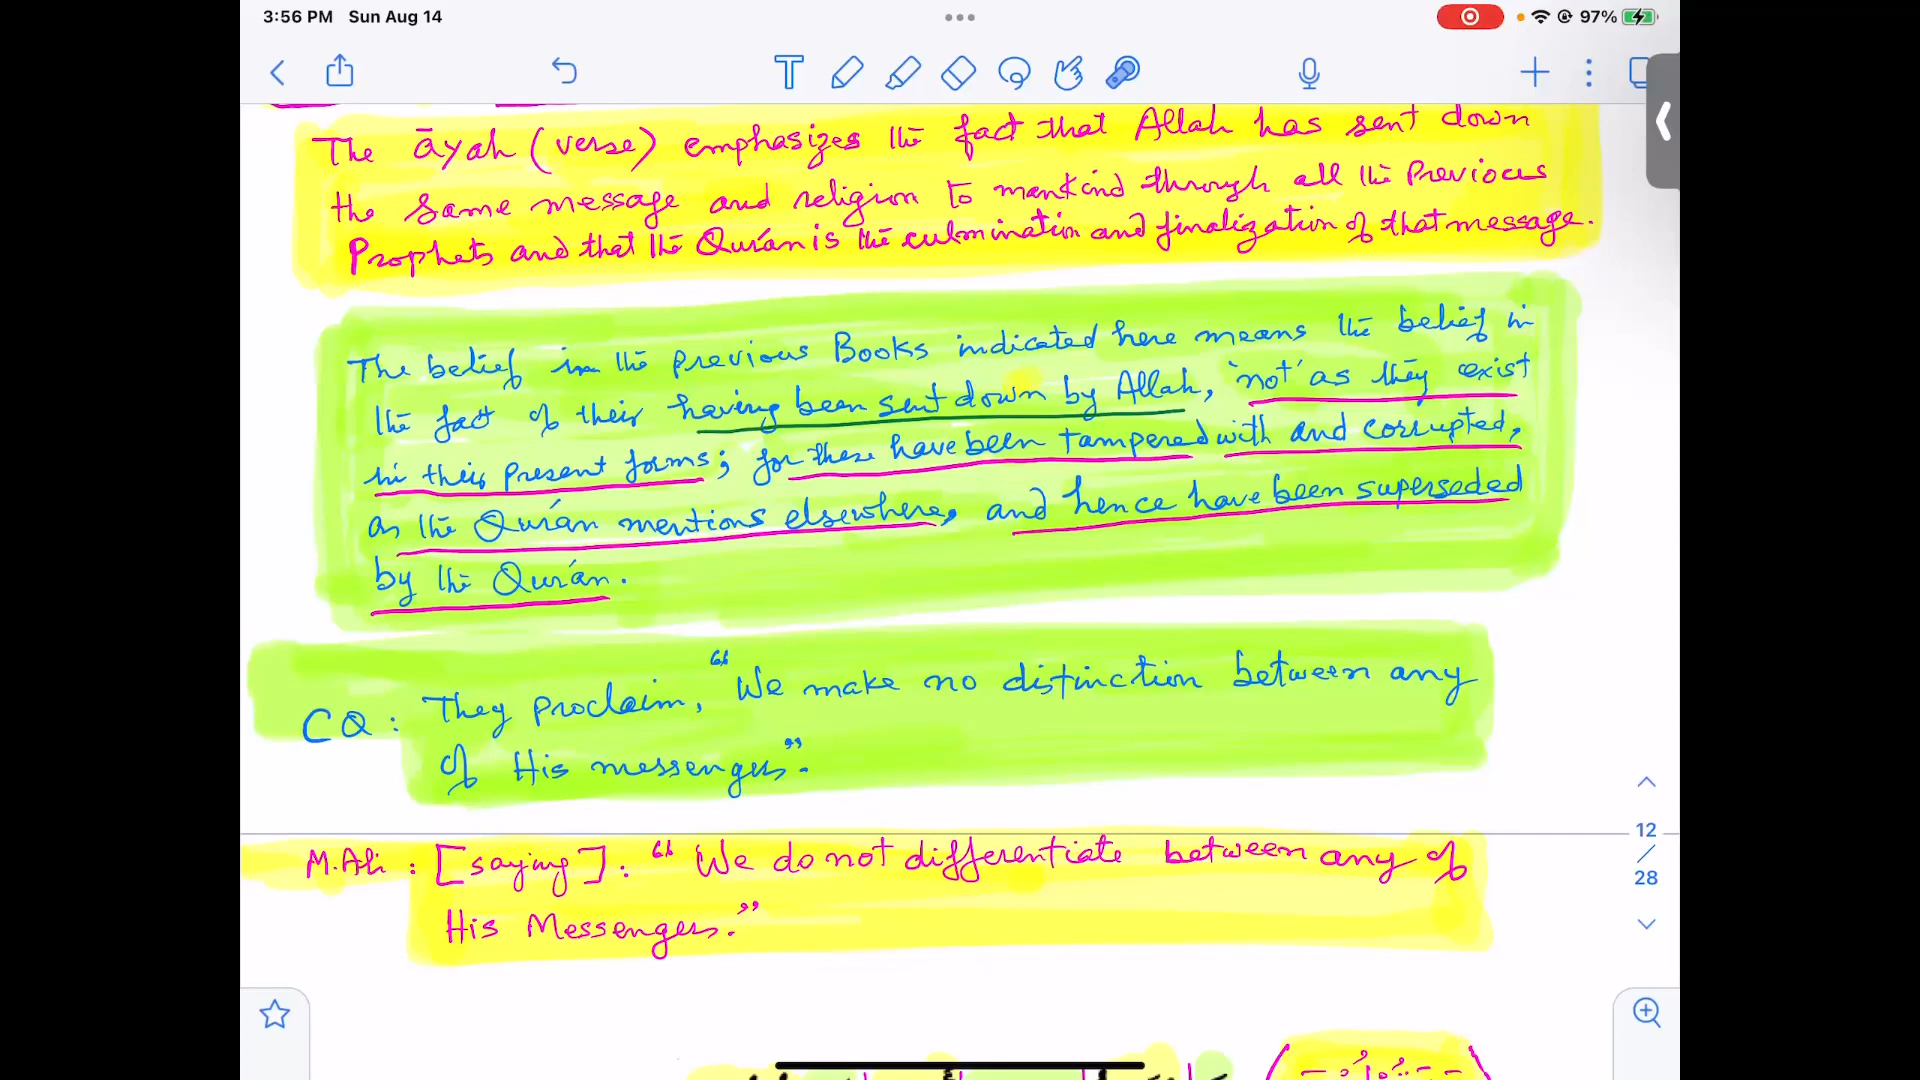 3:56 PM Sun Aug 14
97%
The āyah (verse) emphasizes the fact that Allah has sent down
the same message and religion to mankind through all the Previous
Prophets and that the Qur'an is the culmination and finalization of that message.
The belief in the previous Books indicated here means the belief in
the fact of their having been sent down by Allah, 'not' as they exist
in their present forms; for these have been tampered with and corrupted,
as the Qur'an mentions elsewhere, and hence have been superseded
by the Qur'an.
CQ: They proclaim, "We make no distinction between any
of His messengers".
12
/
28
M.Ali: [saying]: "We do not differentiate between any of
His Messengers."